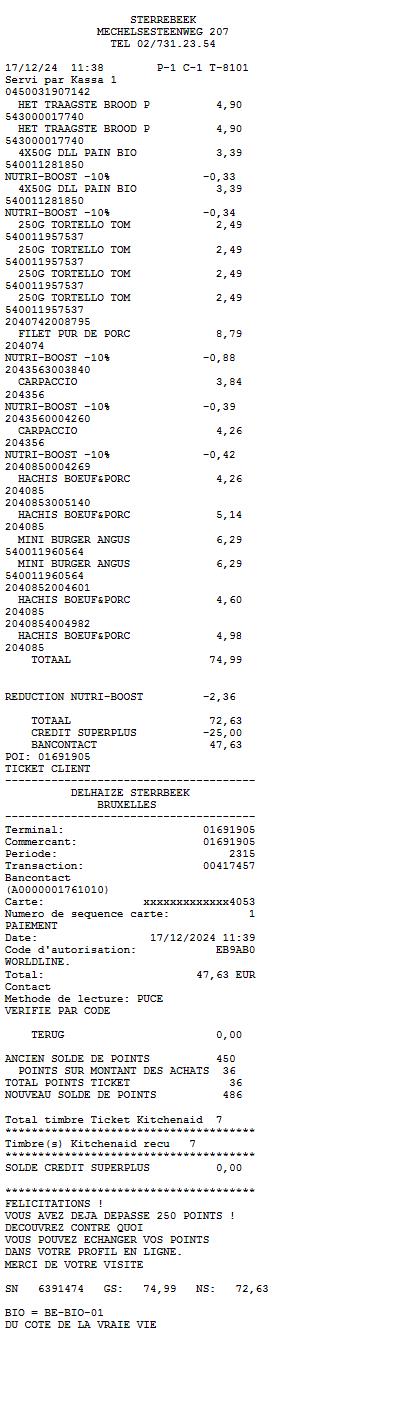 STERREBEEK
MECHELSESTEENWEG 207
TEL 02/731.23.54
17/12/24 11:38 P-1 C-1 T-8101
Servi par Kassa 1
0450031907142
HET TRAAGSTE BROOD P 4,90
543000017740
HET TRAAGSTE BROOD P 4,90
543000017740
4X50G DLL PAIN BIO 3,39
540011281850
NUTRI-BOOST -10% -0,33
4X50G DLL PAIN BIO 3,39
540011281850
NUTRI-BOOST -10% -0,34
250G TORTELLO TOM 2,49
540011957537
250G TORTELLO TOM 2,49
540011957537
250G TORTELLO TOM 2,49
540011957537
250G TORTELLO TOM 2,49
540011957537
2040742008795
FILET PUR DE PORC 8,79
204074
NUTRI-BOOST -10% -0,88
2043563003840
CARPACCIO 3,84
204356
NUTRI-BOOST -10% -0,39
2043560004260
CARPACCIO 4,26
204356
NUTRI-BOOST -10% -0,42
2040850004269
HACHIS BOEUF&PORC 4,26
204085
2040853005140
HACHIS BOEUF&PORC 5,14
204085
MINI BURGER ANGUS 6,29
540011960564
MINI BURGER ANGUS 6,29
540011960564
2040852004601
HACHIS BOEUF&PORC 4,60
204085
2040854004982
HACHIS BOEUF&PORC 4,98
204085
TOTAAL 74,99
REDUCTION NUTRI-BOOST -2,36
TOTAAL 72,63
CREDIT SUPERPLUS -25,00
BANCONTACT 47,63
POI: 01691905
TICKET CLIENT
--------------------------------------
DELHAIZE STERRBEEK
BRUXELLES
--------------------------------------
Terminal: 01691905
Commercant: 01691905
Periode: 2315
Transaction: 00417457
Bancontact
(A0000001761010)
Carte: xxxxxxxxxxxxx4053
Numero de sequence carte: 1
PAIEMENT
Date: 17/12/2024 11:39
Code d'autorisation: EB9AB0
WORLDLINE.
Total: 47,63 EUR
Contact
Methode de lecture: PUCE
VERIFIE PAR CODE
TERUG 0,00
ANCIEN SOLDE DE POINTS 450
POINTS SUR MONTANT DES ACHATS 36
TOTAL POINTS TICKET 36
NOUVEAU SOLDE DE POINTS 486
Total timbre Ticket Kitchenaid 7
**************************************
Timbre(s) Kitchenaid recu 7
**************************************
SOLDE CREDIT SUPERPLUS 0,00
**************************************
FELICITATIONS !
VOUS AVEZ DEJA DEPASSE 250 POINTS !
DECOUVREZ CONTRE QUOI
VOUS POUVEZ ECHANGER VOS POINTS
DANS VOTRE PROFIL EN LIGNE.
MERCI DE VOTRE VISITE
SN 6391474 GS: 74,99 NS: 72,63
BIO = BE-BIO-01
DU COTE DE LA VRAIE VIE